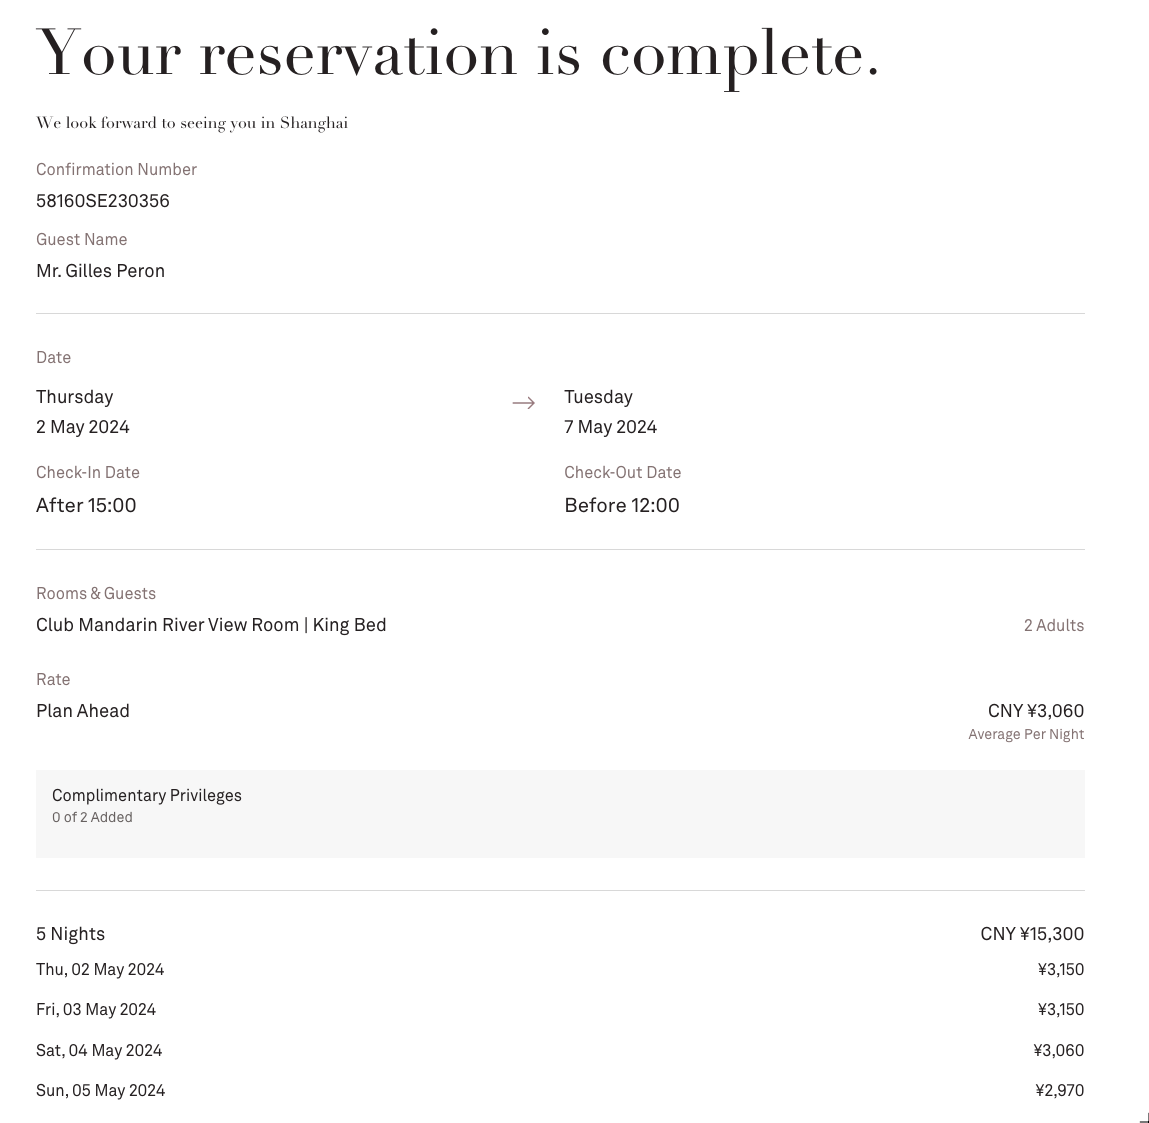 Your reservation is complete.
We look forward to seeing you in Shanghai
Confirmation Number
58160SE230356
Guest Name
Mr. Gilles Peron
Date
Thursday
2 May 2024
→
Tuesday
7 May 2024
Check-In Date
After 15:00
Check-Out Date
Before 12:00
Rooms & Guests
Club Mandarin River View Room | King Bed
2 Adults
Rate
Plan Ahead
CNY ¥3,060
Average Per Night
Complimentary Privileges
0 of 2 Added
5 Nights CNY ¥15,300
Thu, 02 May 2024 ¥3,150
Fri, 03 May 2024 ¥3,150
Sat, 04 May 2024 ¥3,060
Sun, 05 May 2024 ¥2,970